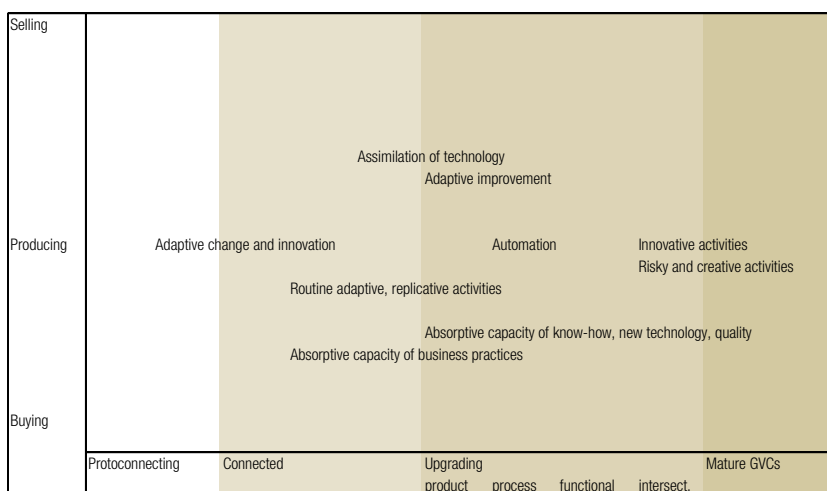 Selling
Assimilation of technology
Adaptive improvement
Producing Adaptive change and innovation Automation Innovative activities
Risky and creative activities
Routine adaptive, replicative activities
Absorptive capacity of know-how, new technology, quality
Absorptive capacity of business practices
Buying
Protoconnecting Connected Upgrading Mature GVCs
product process functional intersect.